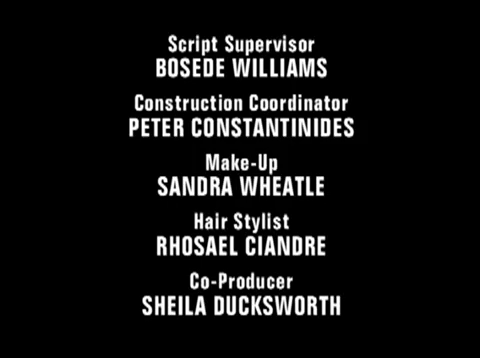 Script Supervisor
BOSEDE WILLIAMS
Construction Coordinator
PETER CONSTANTINIDES
Make-Up
SANDRA WHEATLE
Hair Stylist
RHOSAEL CIANDRE
Co-Producer
SHEILA DUCKSWORTH